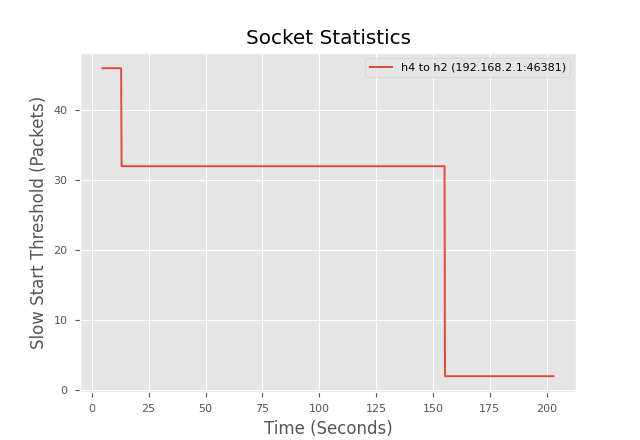 Socket Statistics
h4 to h2 (192.168.2.1:46381)
Slow Start Threshold (Packets)
40
30
20
10
0
0 25 50 75 100 125 150 175 200
Time (Seconds)